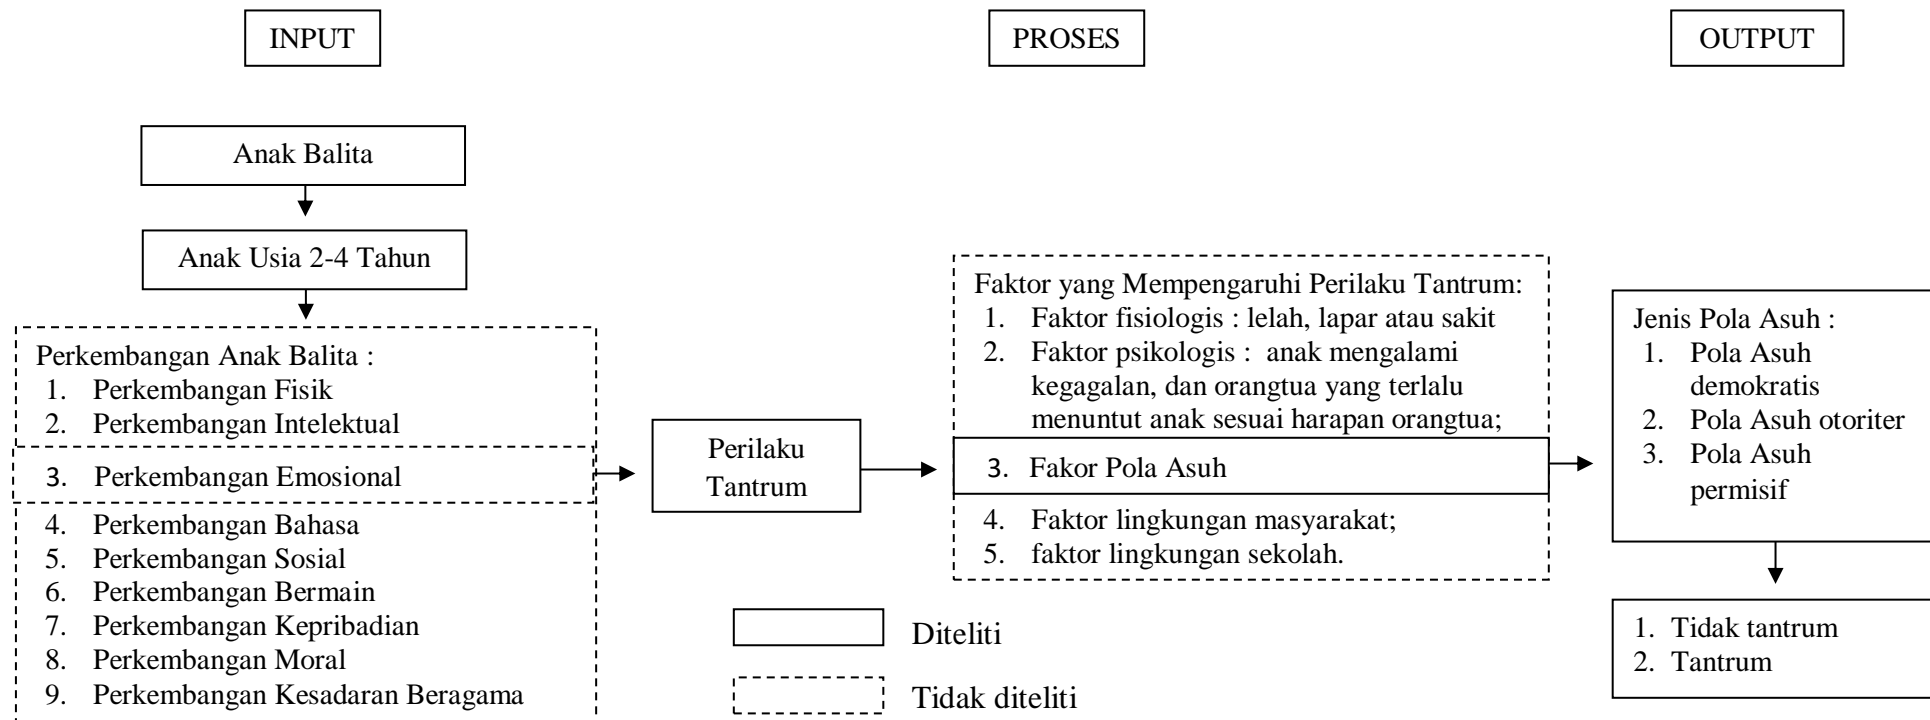 INPUT
PROSES
OUTPUT
Anak Balita
Anak Usia 2-4 Tahun
Perkembangan Anak Balita :
1. Perkembangan Fisik
2. Perkembangan Intelektual
3. Perkembangan Emosional
4. Perkembangan Bahasa
5. Perkembangan Sosial
6. Perkembangan Bermain
7. Perkembangan Kepribadian
8. Perkembangan Moral
9. Perkembangan Kesadaran Beragama
Perilaku
Tantrum
Faktor yang Mempengaruhi Perilaku Tantrum:
1. Faktor fisiologis : lelah, lapar atau sakit
2. Faktor psikologis : anak mengalami
kegagalan, dan orangtua yang terlalu
menuntut anak sesuai harapan orangtua;
3. Fakor Pola Asuh
4. Faktor lingkungan masyarakat;
5. faktor lingkungan sekolah.
Jenis Pola Asuh :
1. Pola Asuh
demokratis
2. Pola Asuh otoriter
3. Pola Asuh
permisif
1. Tidak tantrum
2. Tantrum
Diteliti
Tidak diteliti